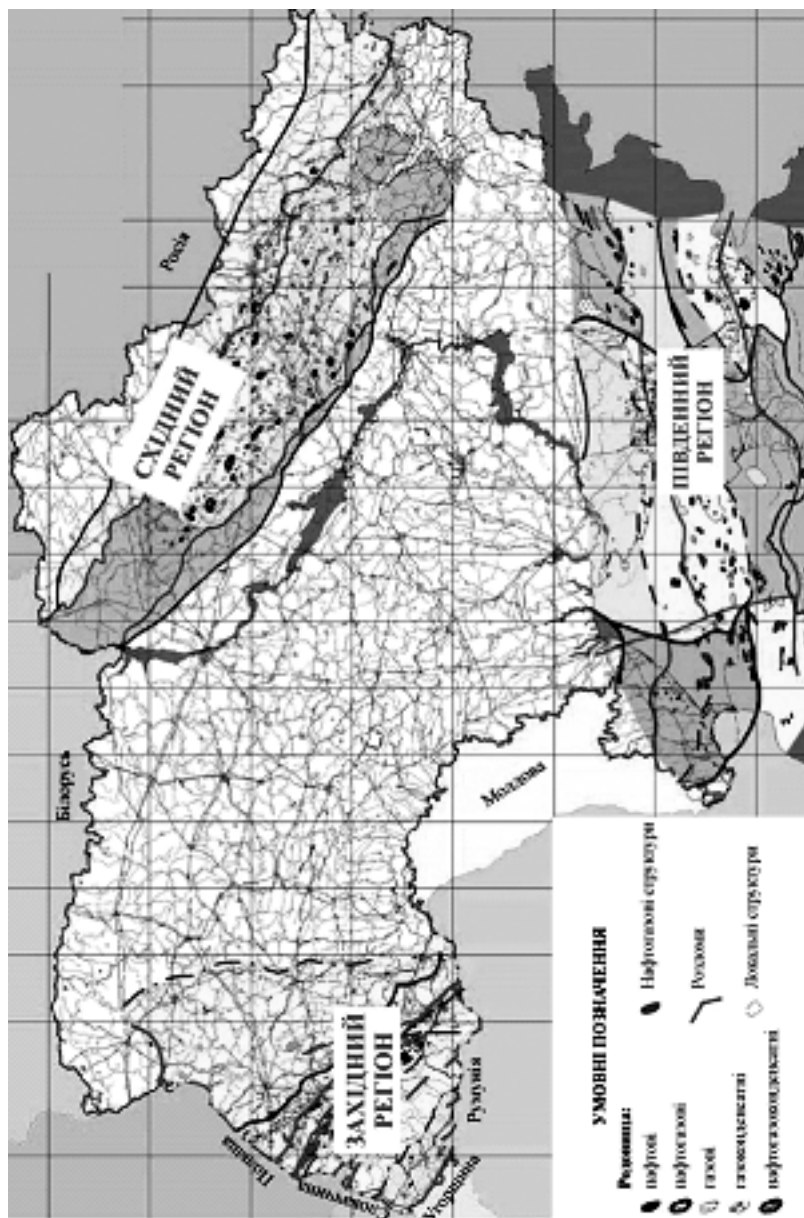 Білорусь
Росія
СХІДНИЙ
РЕГІОН
Польща
Словаччина
Угорщина
ЗАХІДНИЙ
РЕГІОН
Румунія
Молдова
ПІВДЕННИЙ
РЕГІОН
УМОВНІ ПОЗНАЧЕННЯ
Родовища:
нафтові
нафтогазові
газові
газоконденсатні
нафтогазоконденсатні
Нафтогазові структури
Розломи
Локальні структури